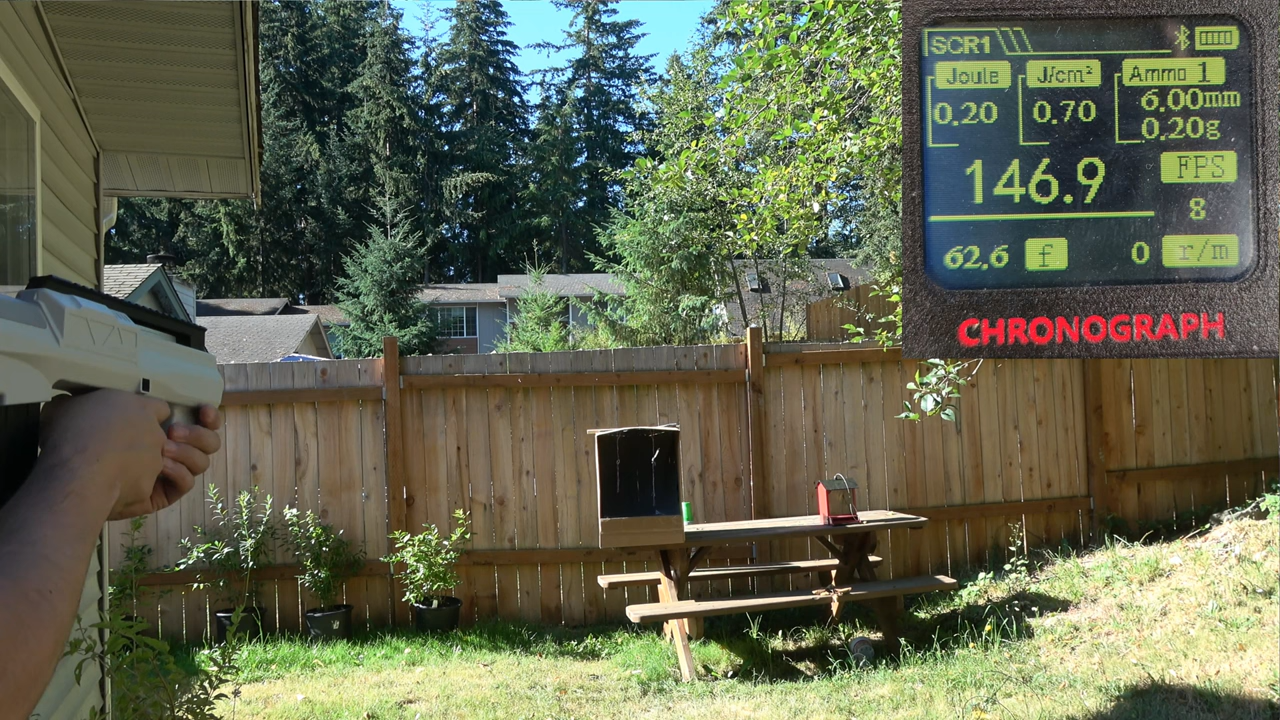 SCR1
Joule J/cm² Ammo 1
0.20 0.70 6.00mm
0.20g
146.9 FPS
8
62.6 f 0 r/m
CHRONOGRAPH